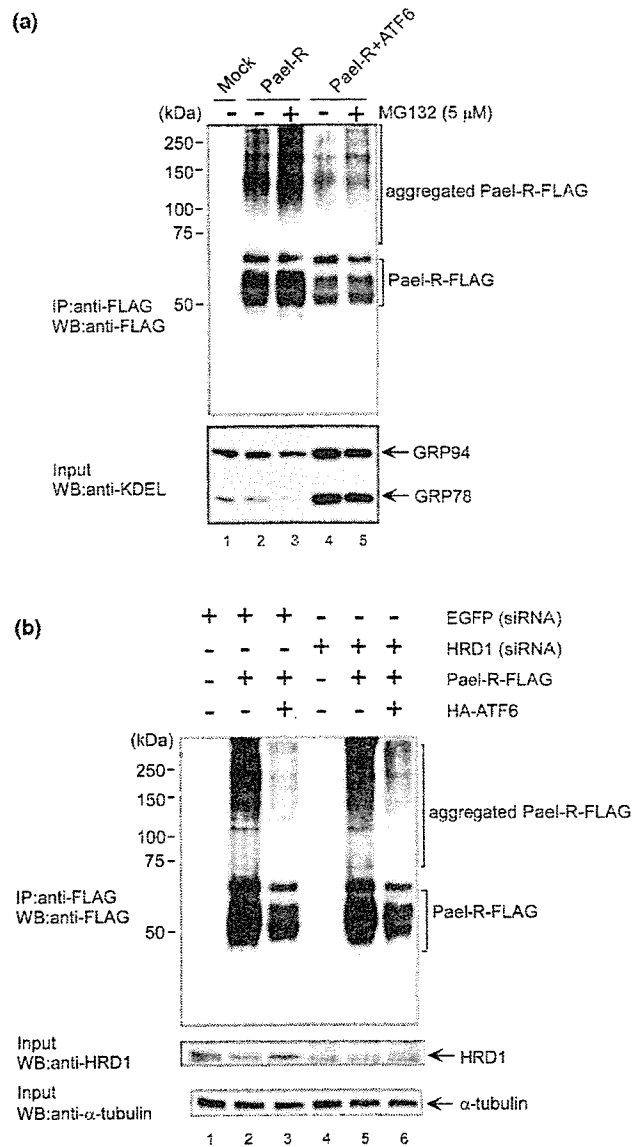 (a)
Mock
Pael-R
Pael-R+ATF6
(kDa) - - + - + MG132 (5 μM)
250-
150-
100-
75-
50-
aggregated Pael-R-FLAG
Pael-R-FLAG
IP:anti-FLAG
WB:anti-FLAG
Input
WB:anti-KDEL
GRP94
GRP78
1 2 3 4 5
(b)
+ + + - - - EGFP (siRNA)
- - - + + + HRD1 (siRNA)
- + + - + + Pael-R-FLAG
- - + - - + HA-ATF6
(kDa)
250-
150-
100-
75-
50-
aggregated Pael-R-FLAG
Pael-R-FLAG
IP:anti-FLAG
WB:anti-FLAG
Input
WB:anti-HRD1
HRD1
Input
WB:anti-α-tubulin
α-tubulin
1 2 3 4 5 6